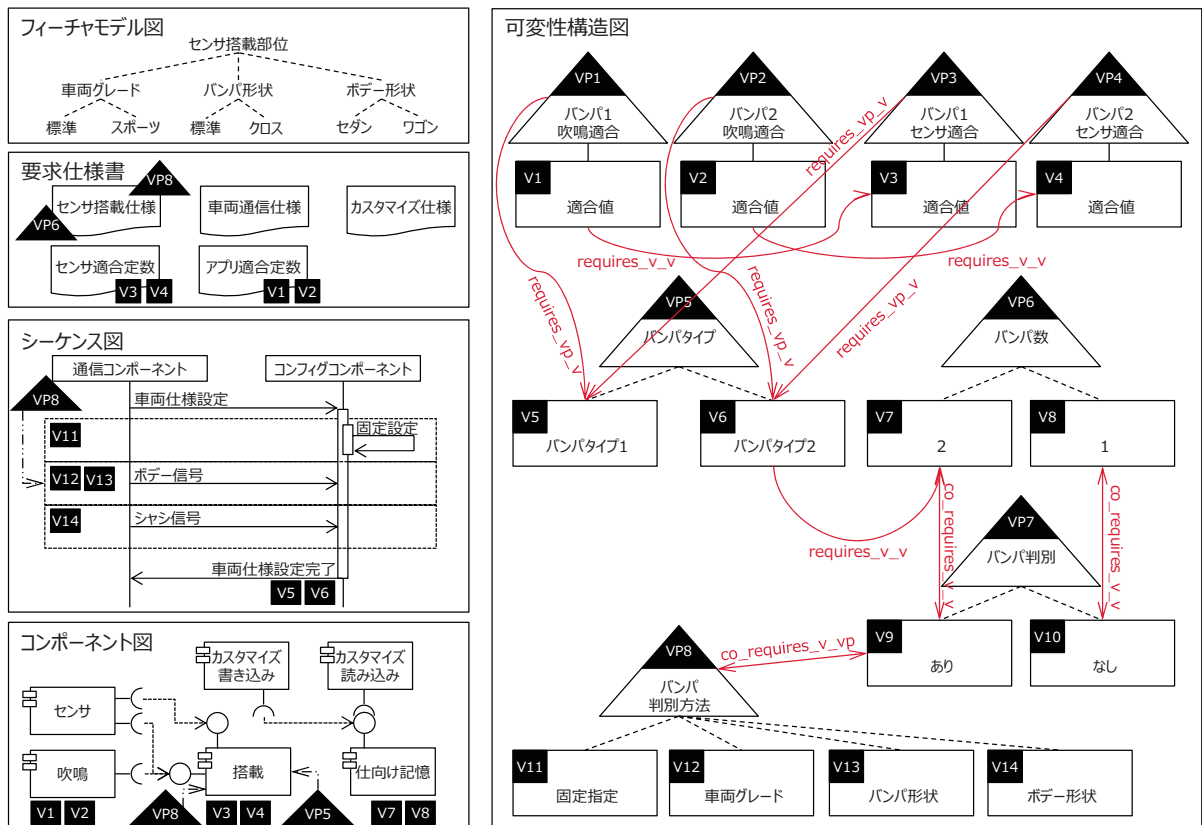 フィーチャモデル図
センサ搭載部位
車両グレード
バンパ形状
ボデー形状
標準
スポーツ
標準
クロス
セダン
ワゴン
要求仕様書
VP8
センサ搭載仕様
車両通信仕様
カスタマイズ仕様
VP6
センサ適合定数
アプリ適合定数
V3
V4
V1
V2
シーケンス図
通信コンポーネント
コンフィグコンポーネント
VP8
車両仕様設定
V11
固定設定
V12
V13
ボデー信号
V14
シャシ信号
車両仕様設定完了
V5
V6
コンポーネント図
カスタマイズ
書き込み
カスタマイズ
読み込み
センサ
吹鳴
搭載
仕向け記憶
V1
V2
VP8
V3
V4
VP5
V7
V8
可変性構造図
VP1
バンパ1
吹鳴適合
VP2
バンパ2
吹鳴適合
VP3
バンパ1
センサ適合
VP4
バンパ2
センサ適合
requires_vp_v
V1
適合値
V2
適合値
V3
適合値
V4
適合値
requires_v_v
requires_v_v
requires_vp_v
requires_vp_v
requires_vp_v
VP5
バンパタイプ
VP6
バンパ数
V5
バンパタイプ1
V6
バンパタイプ2
V7
2
V8
1
requires_v_v
co_requires_v_v
co_requires_v_v
VP7
バンパ判別
V9
あり
V10
なし
co_requires_v_vp
VP8
バンパ
判別方法
V11
固定指定
V12
車両グレード
V13
バンパ形状
V14
ボデー形状